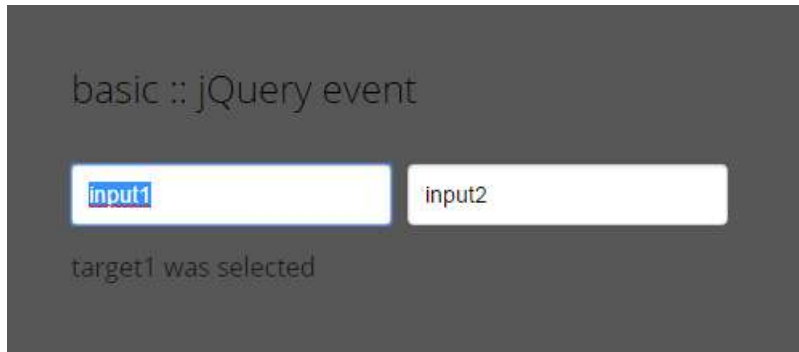 basic :: jQuery event
input1 input2
target1 was selected